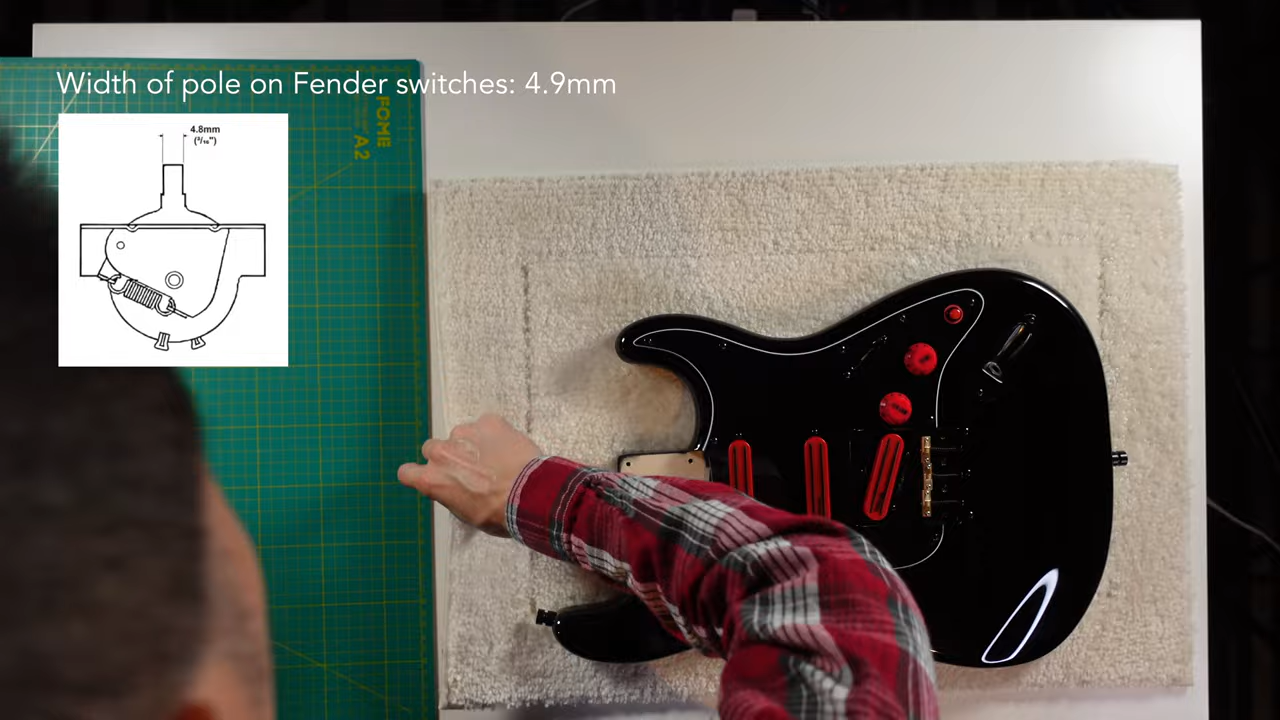 Width of pole on Fender switches: 4.9mm
4.8mm
(³/₁₆")
FOME
A2